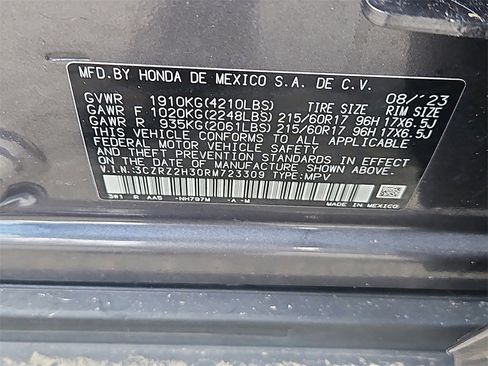 MFD.BY HONDA DE MEXICO S.A. DE C.V.
08/'23
GVWR 1910KG(4210LBS) TIRE SIZE RIM SIZE
GAWR F 1020KG(2248LBS) 215/60R17 96H 17X6.5J
GAWR R 935KG(2061LBS) 215/60R17 96H 17X6.5J
THIS VEHICLE CONFORMS TO ALL APPLICABLE
FEDERAL MOTOR VEHICLE SAFETY
AND THEFT PREVENTION STANDARDS IN EFFECT
ON THE DATE OF MANUFACTURE SHOWN ABOVE.
V.I.N.:3CZRZ2H30RM723309 TYPE:MPV
3W1 R AA5 -NH797M -A -M MADE IN MEXICO